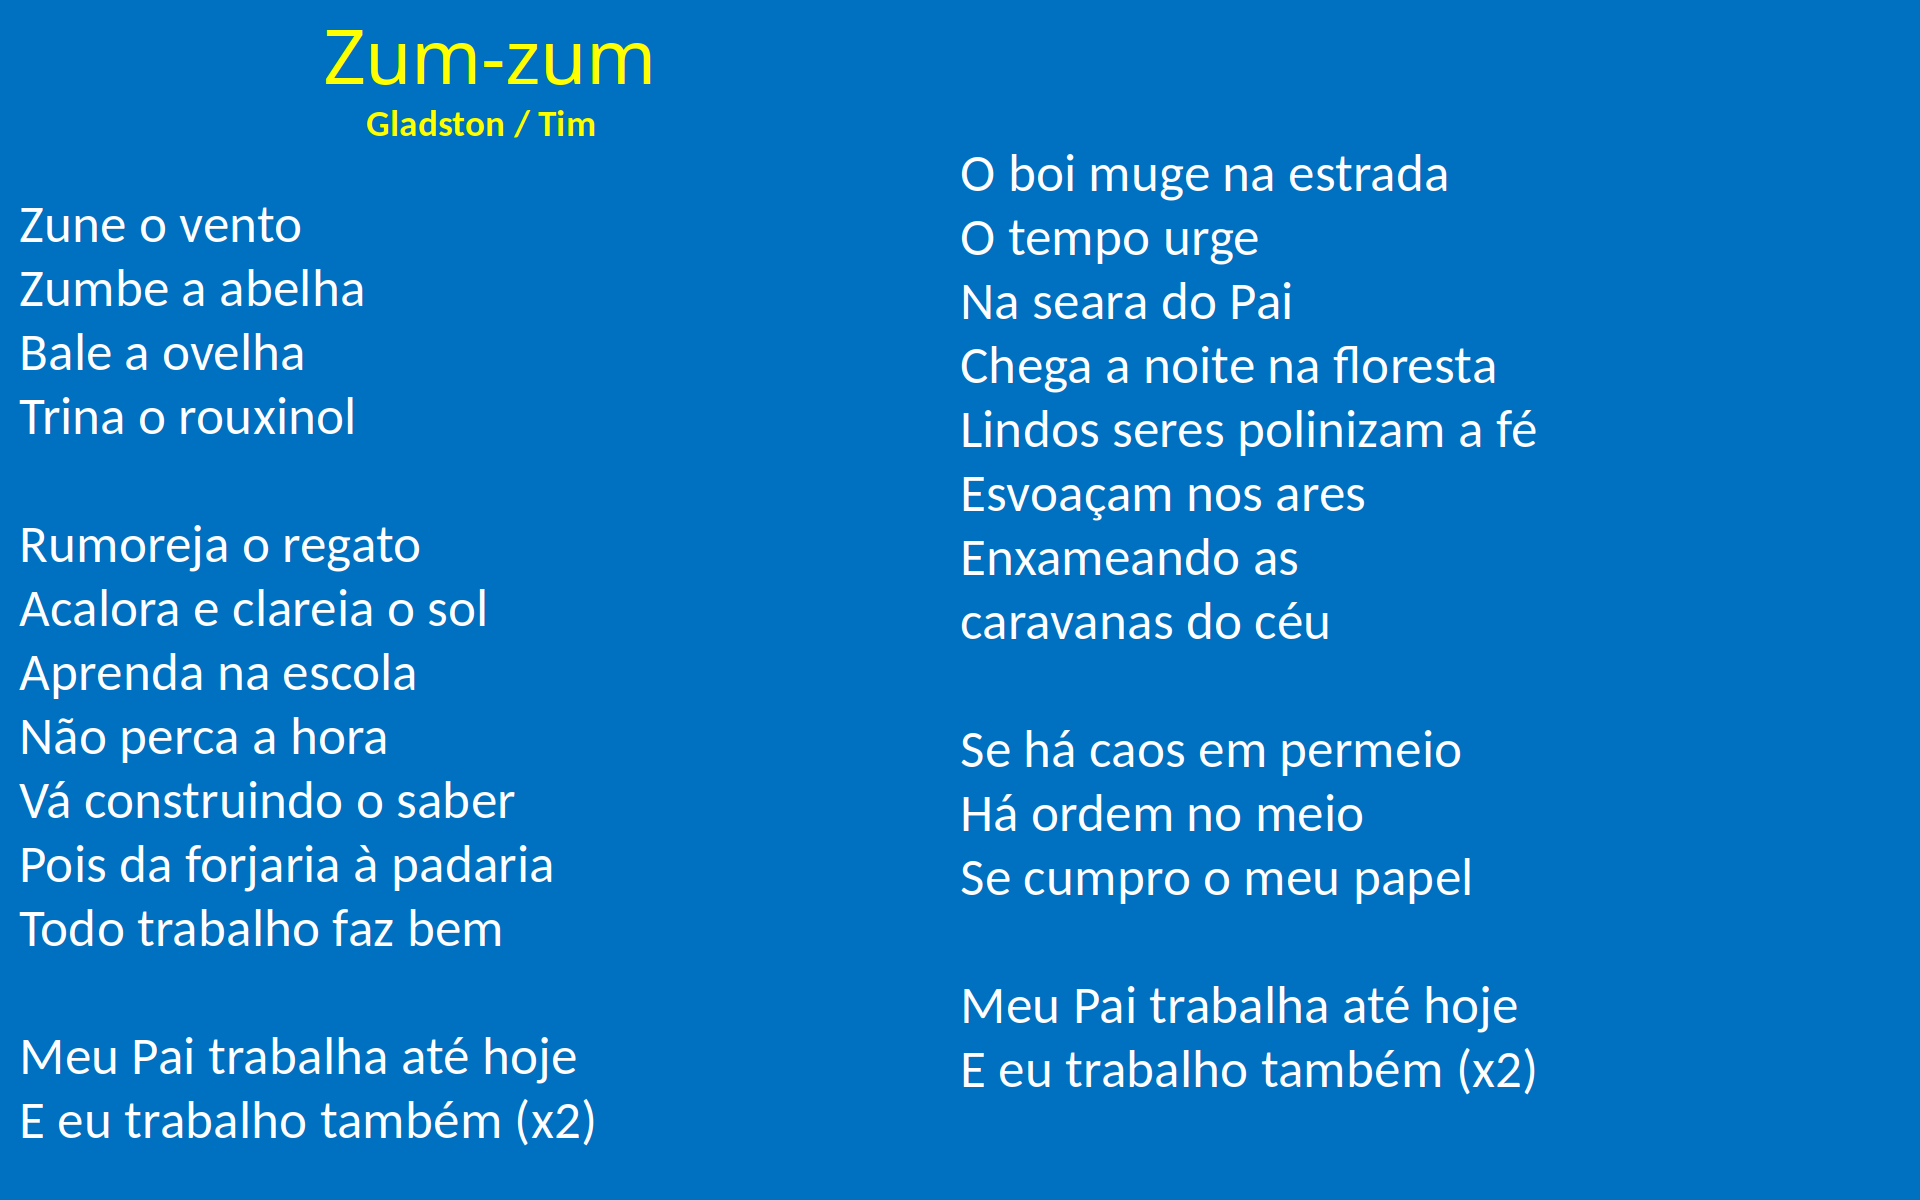 Zum-zum
Gladston / Tim
Zune o vento
Zumbe a abelha
Bale a ovelha
Trina o rouxinol
Rumoreja o regato
Acalora e clareia o sol
Aprenda na escola
Não perca a hora
Vá construindo o saber
Pois da forjaria à padaria
Todo trabalho faz bem
Meu Pai trabalha até hoje
E eu trabalho também (x2)
O boi muge na estrada
O tempo urge
Na seara do Pai
Chega a noite na floresta
Lindos seres polinizam a fé
Esvoaçam nos ares
Enxameando as
caravanas do céu
Se há caos em permeio
Há ordem no meio
Se cumpro o meu papel
Meu Pai trabalha até hoje
E eu trabalho também (x2)